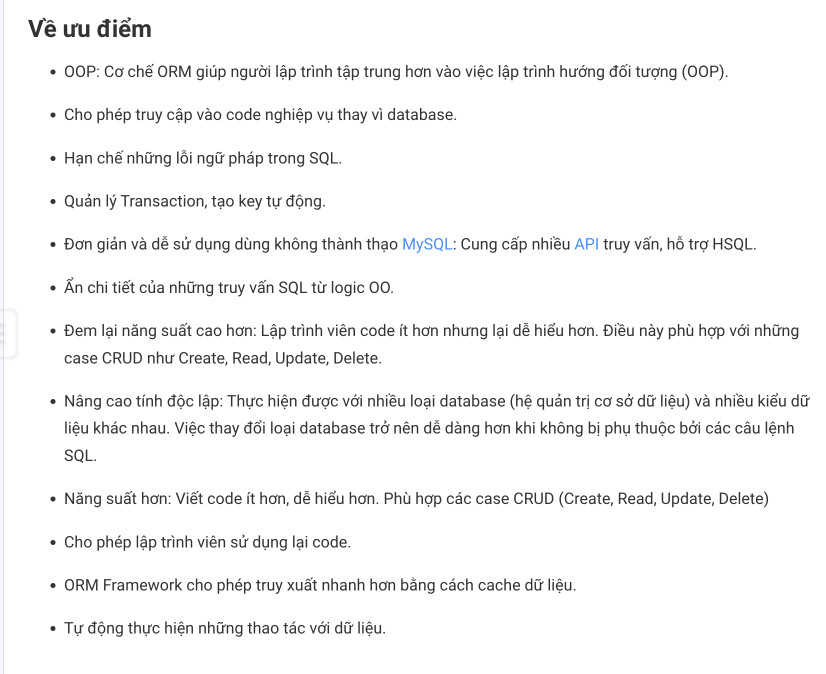 Về ưu điểm
• OOP: Cơ chế ORM giúp người lập trình tập trung hơn vào việc lập trình hướng đối tượng (OOP).
• Cho phép truy cập vào code nghiệp vụ thay vì database.
• Hạn chế những lỗi ngữ pháp trong SQL.
• Quản lý Transaction, tạo key tự động.
• Đơn giản và dễ sử dụng dùng không thành thạo MySQL: Cung cấp nhiều API truy vấn, hỗ trợ HSQL.
• Ẩn chi tiết của những truy vấn SQL từ logic OO.
• Đem lại năng suất cao hơn: Lập trình viên code ít hơn nhưng lại dễ hiểu hơn. Điều này phù hợp với những
case CRUD như Create, Read, Update, Delete.
• Nâng cao tính độc lập: Thực hiện được với nhiều loại database (hệ quản trị cơ sở dữ liệu) và nhiều kiểu dữ
liệu khác nhau. Việc thay đổi loại database trở nên dễ dàng hơn khi không bị phụ thuộc bởi các câu lệnh
SQL.
• Năng suất hơn: Viết code ít hơn, dễ hiểu hơn. Phù hợp các case CRUD (Create, Read, Update, Delete)
• Cho phép lập trình viên sử dụng lại code.
• ORM Framework cho phép truy xuất nhanh hơn bằng cách cache dữ liệu.
• Tự động thực hiện những thao tác với dữ liệu.